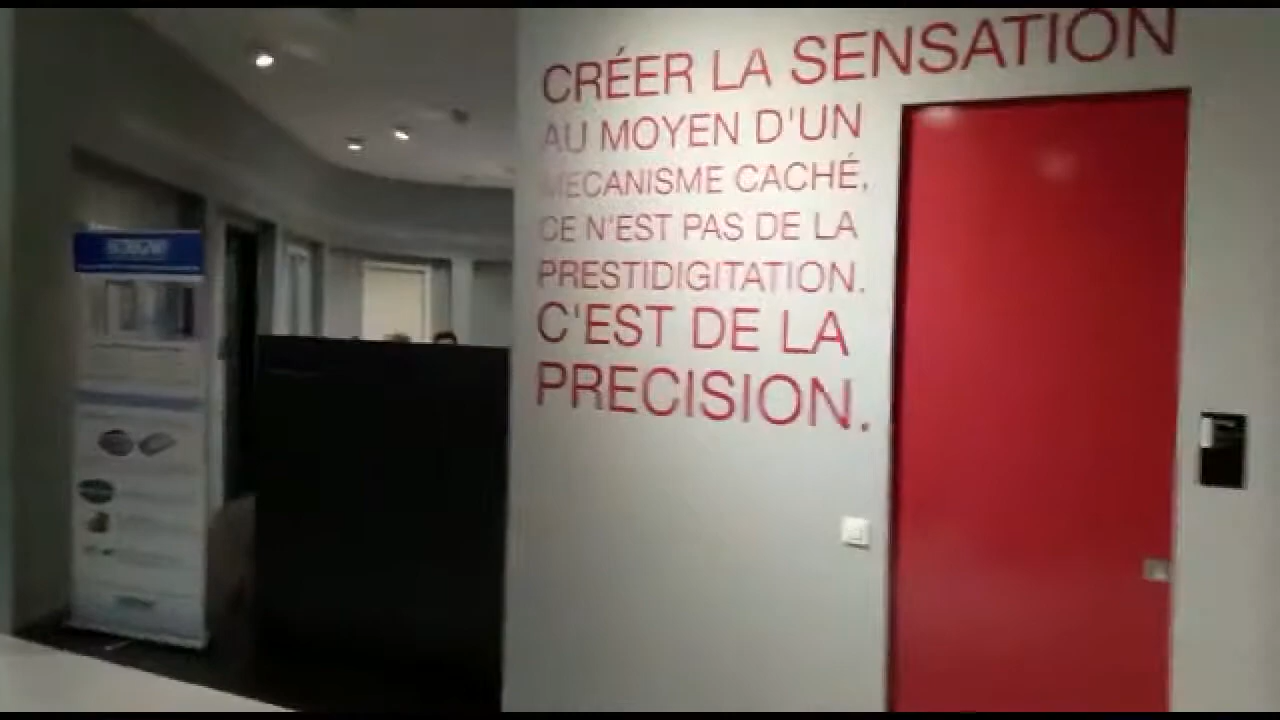 CRÉER LA SENSATION
AU MOYEN D'UN
MECANISME CACHÉ,
CE N'EST PAS DE LA
PRESTIDIGITATION.
C'EST DE LA
PRECISION.